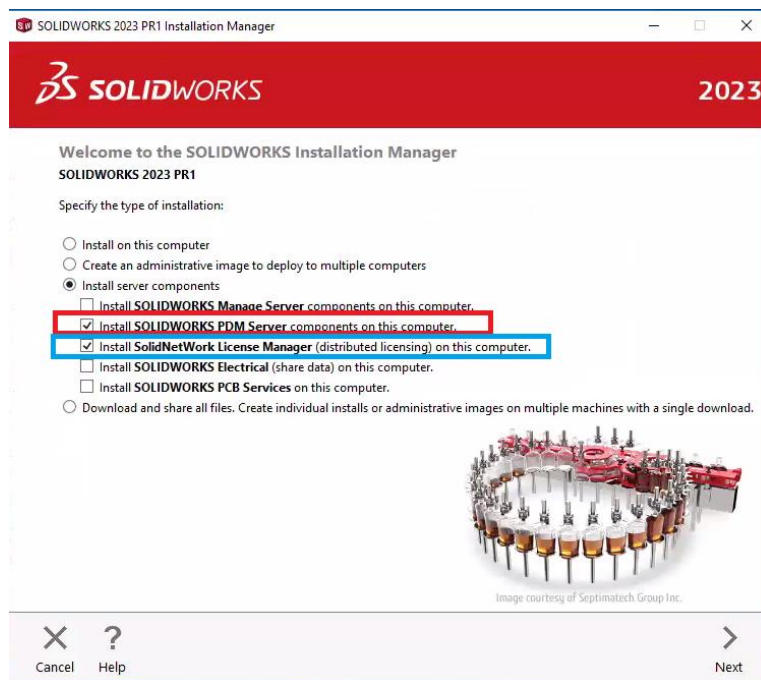 SOLIDWORKS 2023 PR1 Installation Manager
SOLIDWORKS
2023
Welcome to the SOLIDWORKS Installation Manager
SOLIDWORKS 2023 PR1
Specify the type of installation:
Install on this computer
Create an administrative image to deploy to multiple computers
Install server components
Install SOLIDWORKS Manage Server components on this computer.
Install SOLIDWORKS PDM Server components on this computer.
Install SolidNetWork License Manager (distributed licensing) on this computer.
Install SOLIDWORKS Electrical (share data) on this computer.
Install SOLIDWORKS PCB Services on this computer.
Download and share all files. Create individual installs or administrative images on multiple machines with a single download.
Image courtesy of Septimatech Group Inc.
Cancel
Help
Next